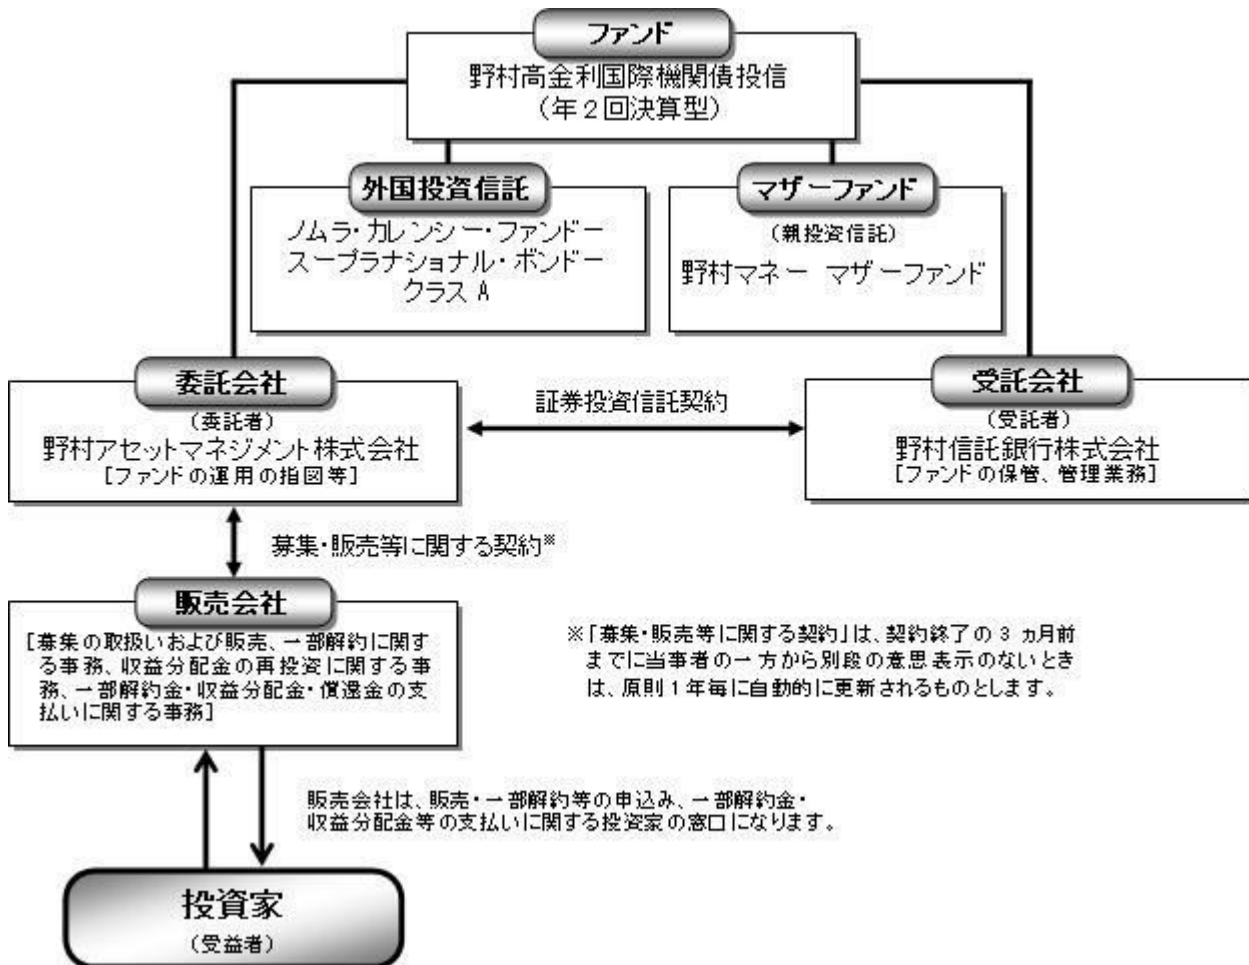 ファンド
野村高金利国際機関債投信
(年2回決算型)
外国投資信託
ノムラ・カレンシー・ファンドー
スープラナショナル・ボンドー
クラス A
マザーファンド
(親投資信託)
野村マネー マザーファンド
委託会社
(委託者)
野村アセットマネジメント株式会社
[ファンドの運用の指図等]
証券投資信託契約
受託会社
(受託者)
野村信託銀行株式会社
[ファンドの保管、管理業務]
募集・販売等に関する契約※
販売会社
[募集の取扱いおよび販売、一部解約に関す
る事務、収益分配金の再投資に関する事
務、一部解約金・収益分配金・償還金の支
払いに関する事務]
※「募集・販売等に関する契約」は、契約終了の 3 ヵ月前
までに当事者の一方から別段の意思表示のないとき
は、原則1年毎に自動的に更新されるものとします。
販売会社は、販売・一部解約等の申込み、一部解約金・
収益分配金等の支払いに関する投資家の窓口になります。
投資家
(受益者)